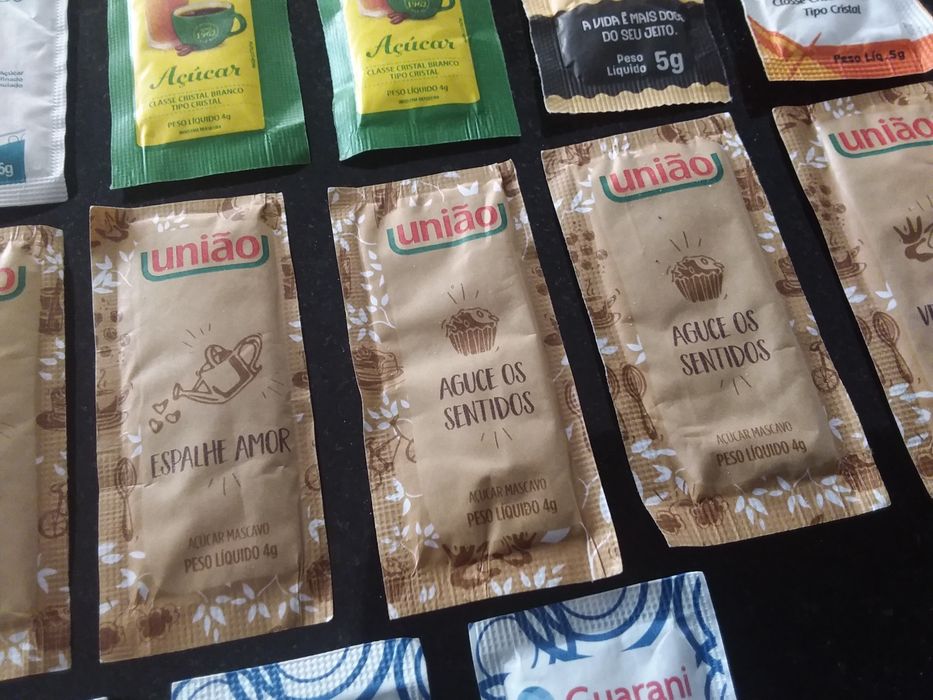 5g
Açúcar
CLASSE CRISTAL BRANCO
TIPO CRISTAL
PESO LÍQUIDO 4g
Açúcar
CLASSE CRISTAL BRANCO
TIPO CRISTAL
PESO LÍQUIDO 4g
A VIDA É MAIS DOCE
DO SEU JEITO.
Peso
Líquido 5g
Tipo Cristal
Peso Líq. 5g
união
ESPALHE AMOR
AÇÚCAR MASCAVO
PESO LÍQUIDO 4g
união
AGUCE OS
SENTIDOS
AÇÚCAR MASCAVO
PESO LÍQUIDO 4g
união
AGUCE OS
SENTIDOS
AÇÚCAR MASCAVO
PESO LÍQUIDO 4g
união
Guarani